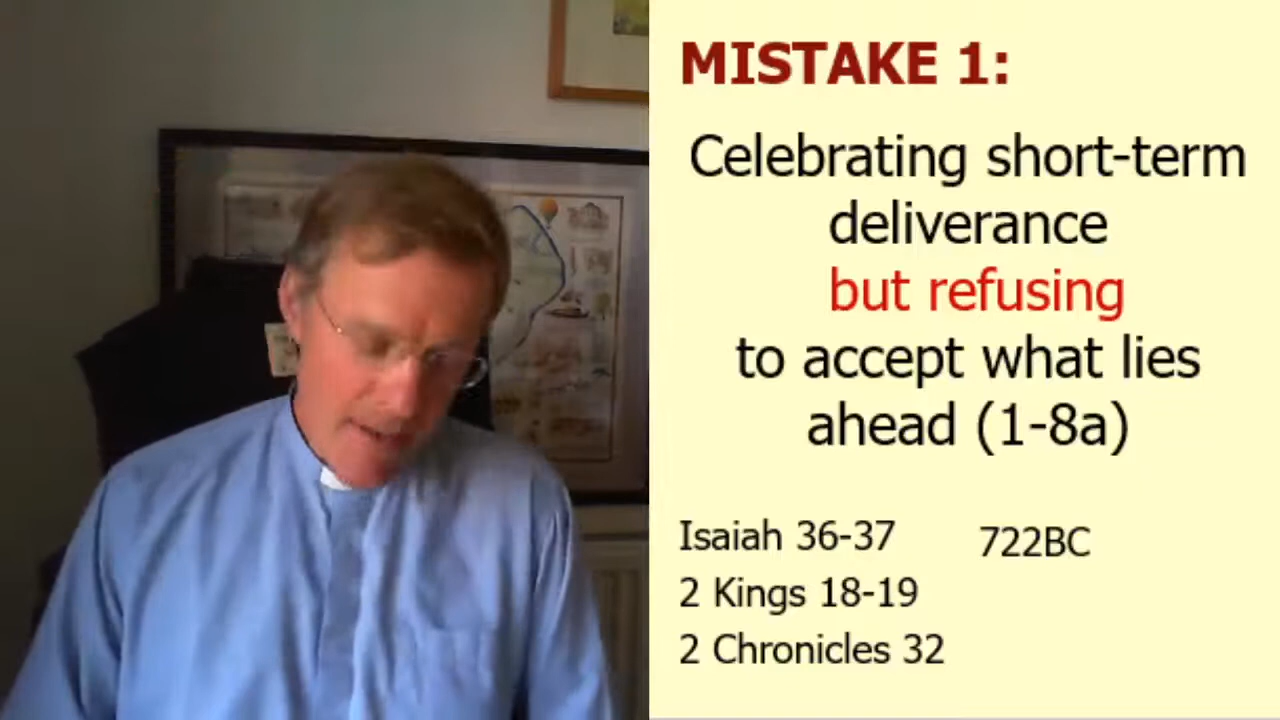 MISTAKE 1:
Celebrating short-term
deliverance
but refusing
to accept what lies
ahead (1-8a)
Isaiah 36-37 722BC
2 Kings 18-19
2 Chronicles 32